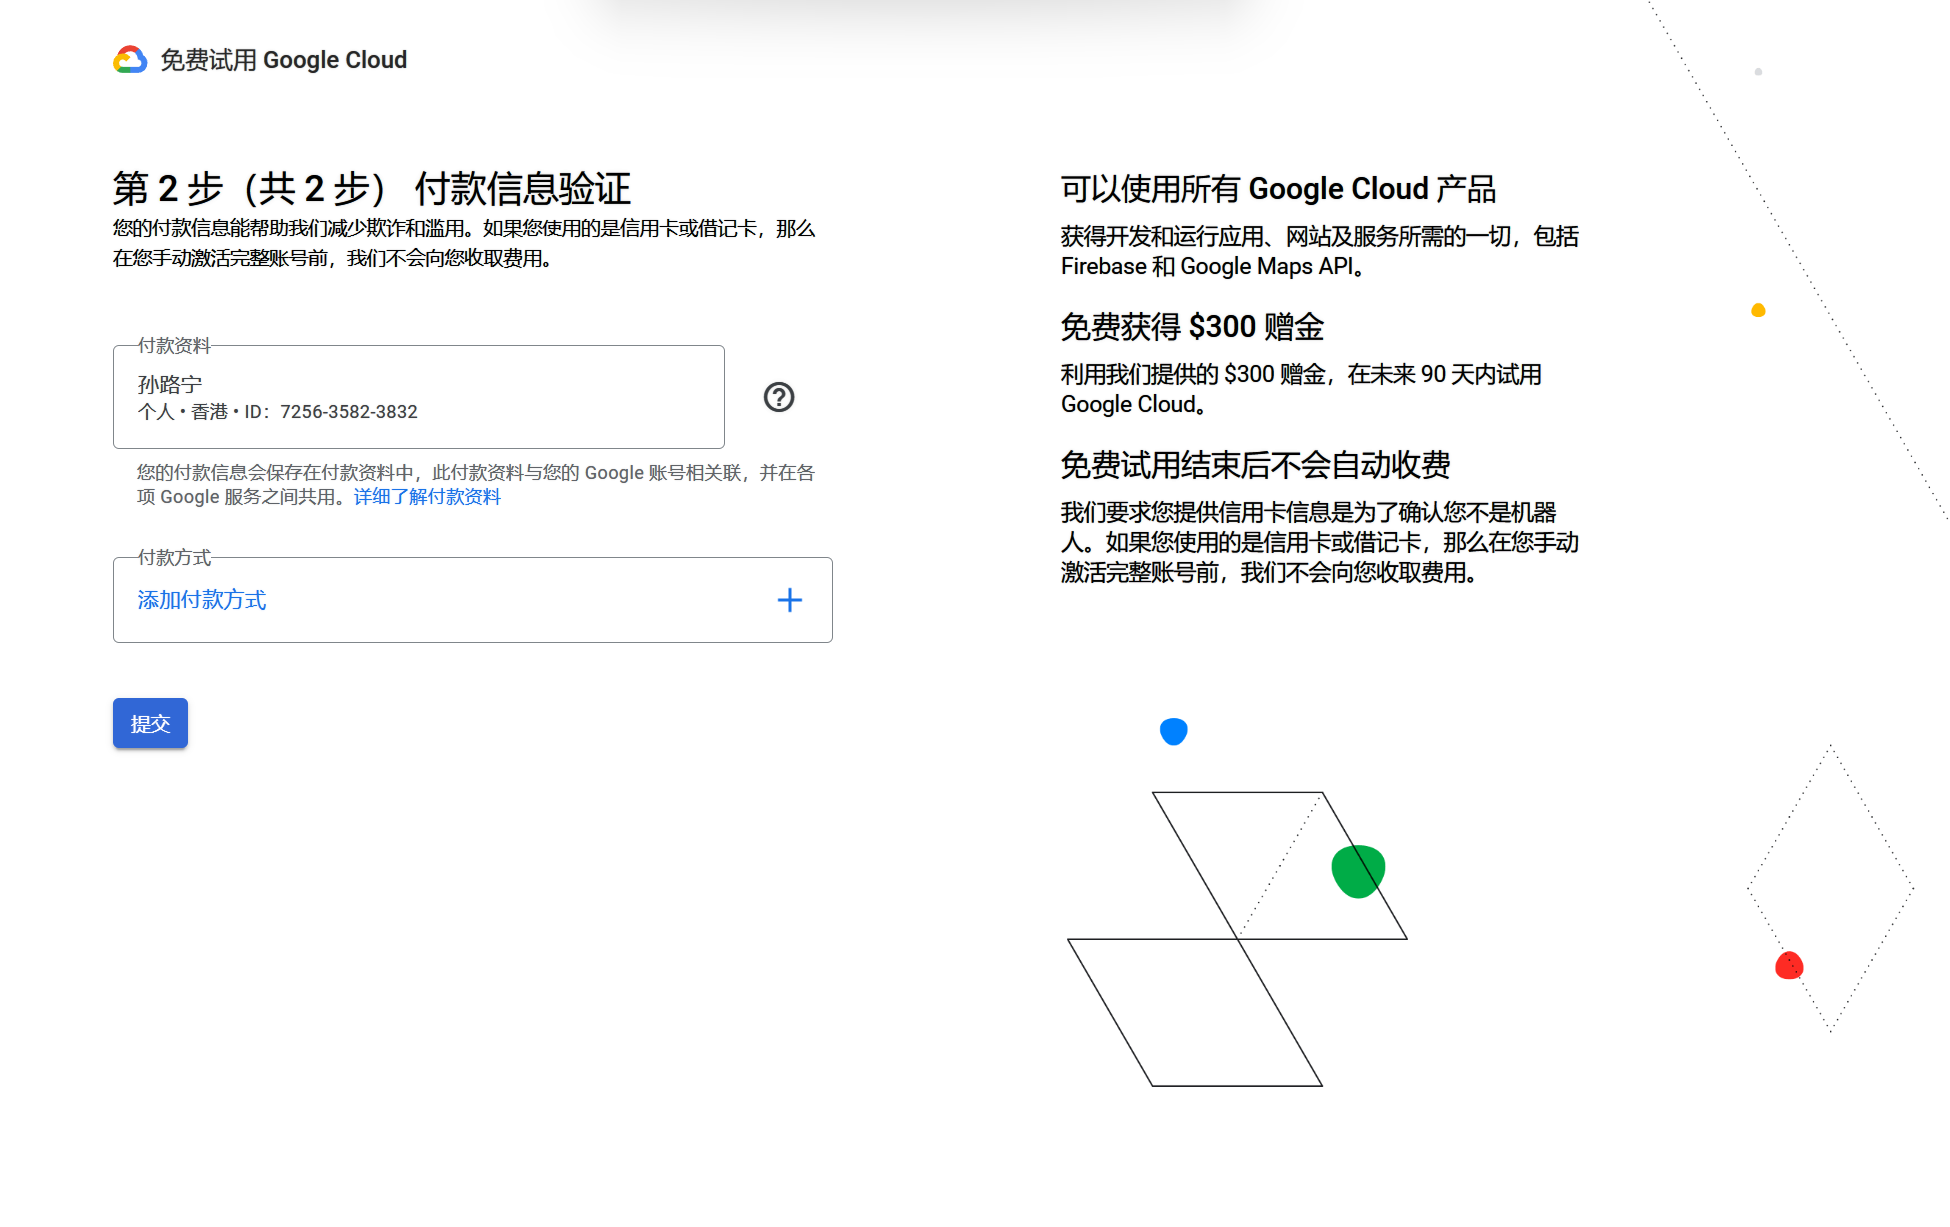 免费试用 Google Cloud
第 2 步（共 2 步） 付款信息验证
您的付款信息能帮助我们减少欺诈和滥用。如果您使用的是信用卡或借记卡，那么
在您手动激活完整账号前，我们不会向您收取费用。
付款资料
孙路宁
个人 • 香港 • ID：7256-3582-3832
您的付款信息会保存在付款资料中，此付款资料与您的 Google 账号相关联，并在各
项 Google 服务之间共用。详细了解付款资料
付款方式
添加付款方式
提交
可以使用所有 Google Cloud 产品
获得开发和运行应用、网站及服务所需的一切，包括
Firebase 和 Google Maps API。
免费获得 $300 赠金
利用我们提供的 $300 赠金，在未来 90 天内试用
Google Cloud。
免费试用结束后不会自动收费
我们要求您提供信用卡信息是为了确认您不是机器
人。如果您使用的是信用卡或借记卡，那么在您手动
激活完整账号前，我们不会向您收取费用。